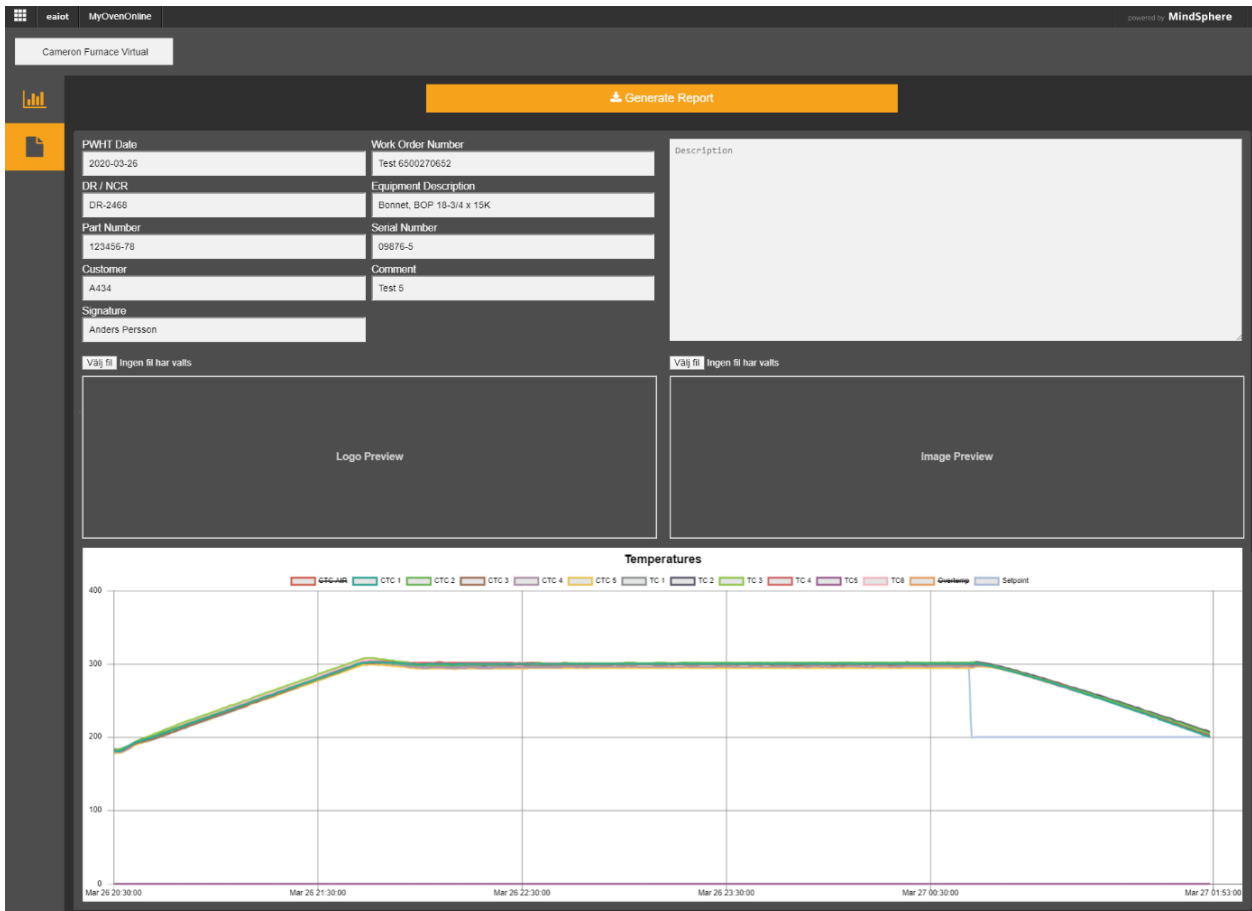 eaiot MyOvenOnline powered by MindSphere
Cameron Furnace Virtual
Generate Report
PWHT Date Work Order Number
2020-03-26 Test 6500270652
Description
DR / NCR Equipment Description
DR-2468 Bonnet, BOP 18-3/4 x 15K
Part Number Serial Number
123456-78 09876-5
Customer Comment
A434 Test 5
Signature
Anders Persson
Välj fil Ingen fil har valts Välj fil Ingen fil har valts
Logo Preview Image Preview
Temperatures
CTC AIR CTC 1 CTC 2 CTC 3 CTC 4 CTC 5 TC 1 TC 2 TC 3 TC 4 TC5 TC6 Overtemp Setpoint
400
300
200
100
0
Mar 26 20:30:00 Mar 26 21:30:00 Mar 26 22:30:00 Mar 26 23:30:00 Mar 27 00:30:00 Mar 27 01:53:00